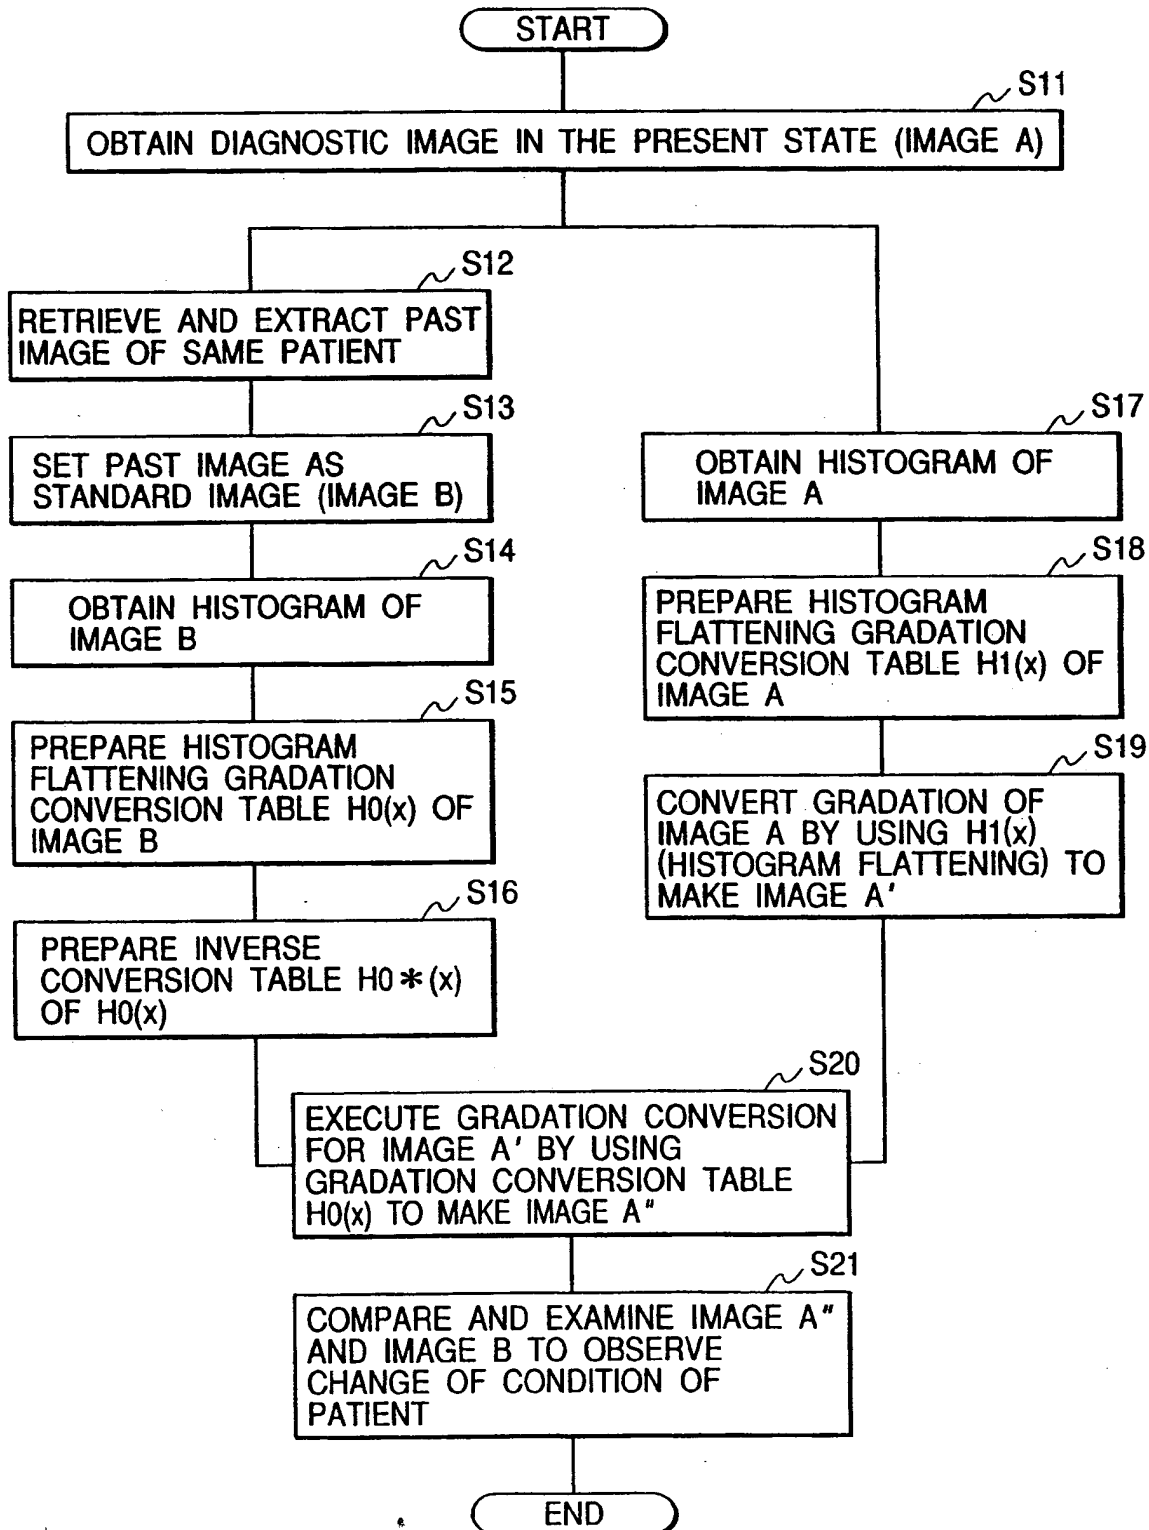 START
S11
OBTAIN DIAGNOSTIC IMAGE IN THE PRESENT STATE (IMAGE A)
S12
RETRIEVE AND EXTRACT PAST
IMAGE OF SAME PATIENT
S13
SET PAST IMAGE AS
STANDARD IMAGE (IMAGE B)
S14
OBTAIN HISTOGRAM OF
IMAGE B
S15
PREPARE HISTOGRAM
FLATTENING GRADATION
CONVERSION TABLE H0(x) OF
IMAGE B
S16
PREPARE INVERSE
CONVERSION TABLE H0*(x)
OF H0(x)
S17
OBTAIN HISTOGRAM OF
IMAGE A
S18
PREPARE HISTOGRAM
FLATTENING GRADATION
CONVERSION TABLE H1(x) OF
IMAGE A
S19
CONVERT GRADATION OF
IMAGE A BY USING H1(x)
(HISTOGRAM FLATTENING) TO
MAKE IMAGE A'
S20
EXECUTE GRADATION CONVERSION
FOR IMAGE A' BY USING
GRADATION CONVERSION TABLE
H0(x) TO MAKE IMAGE A"
S21
COMPARE AND EXAMINE IMAGE A"
AND IMAGE B TO OBSERVE
CHANGE OF CONDITION OF
PATIENT
END